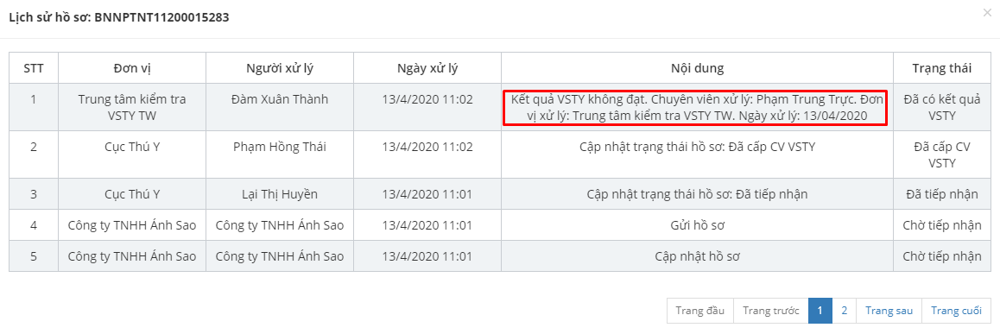 Lịch sử hồ sơ: BNNPTNT11200015283
×
STT Đơn vị Người xử lý Ngày xử lý Nội dung Trạng thái
1 Trung tâm kiểm tra VSTY TW Đàm Xuân Thành 13/4/2020 11:02 Kết quả VSTY không đạt. Chuyên viên xử lý: Phạm Trung Trực. Đơn vị xử lý: Trung tâm kiểm tra VSTY TW. Ngày xử lý: 13/04/2020 Đã có kết quả VSTY
2 Cục Thú Y Phạm Hồng Thái 13/4/2020 11:02 Cập nhật trạng thái hồ sơ: Đã cấp CV VSTY Đã cấp CV VSTY
3 Cục Thú Y Lại Thị Huyền 13/4/2020 11:01 Cập nhật trạng thái hồ sơ: Đã tiếp nhận Đã tiếp nhận
4 Công ty TNHH Ánh Sao Công ty TNHH Ánh Sao 13/4/2020 11:01 Gửi hồ sơ Chờ tiếp nhận
5 Công ty TNHH Ánh Sao Công ty TNHH Ánh Sao 13/4/2020 11:01 Cập nhật hồ sơ Chờ tiếp nhận
Trang đầu Trang trước 1 2 Trang sau Trang cuối